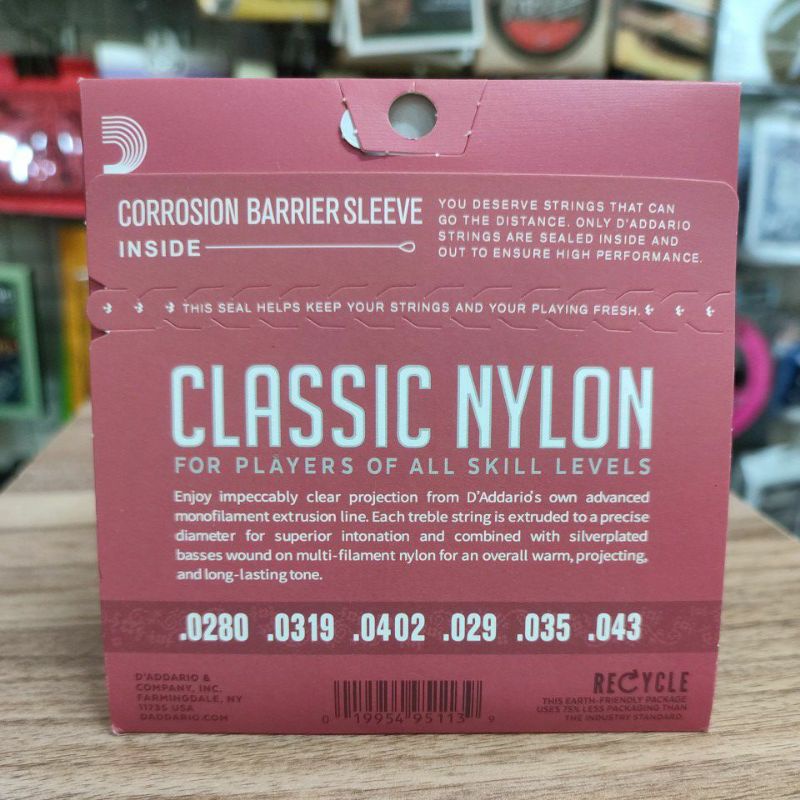 CORROSION BARRIER SLEEVE
INSIDE
YOU DESERVE STRINGS THAT CAN
GO THE DISTANCE. ONLY D'ADDARIO
STRINGS ARE SEALED INSIDE AND
OUT TO ENSURE HIGH PERFORMANCE.
THIS SEAL HELPS KEEP YOUR STRINGS AND YOUR PLAYING FRESH.
CLASSIC NYLON
FOR PLAYERS OF ALL SKILL LEVELS
Enjoy impeccably clear projection from D'Addario's own advanced
monofilament extrusion line. Each treble string is extruded to a precise
diameter for superior intonation and combined with silverplated
basses wound on multi-filament nylon for an overall warm, projecting,
and long-lasting tone.
.0280 .0319 .0402 .029 .035 .043
D'ADDARIO &
COMPANY, INC.
FARMINGDALE, NY
11735 USA
DADDARIO.COM
0 19954 95113 9
RECYCLE
THIS EARTH-FRIENDLY PACKAGE
USES 75% LESS PACKAGING THAN
THE INDUSTRY STANDARD.